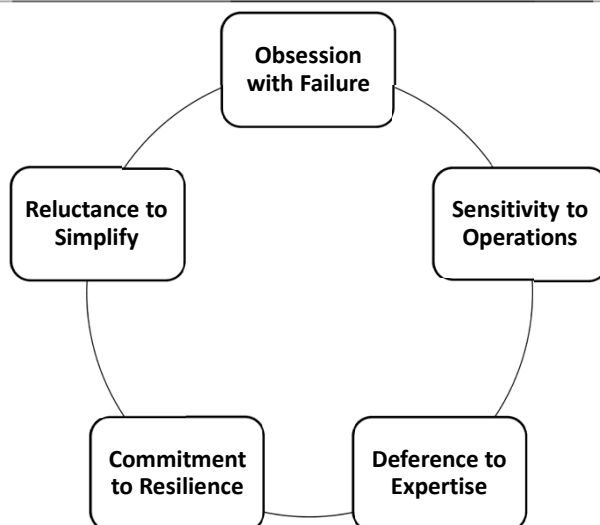 Obsession
with Failure
Reluctance to
Simplify
Sensitivity to
Operations
Commitment
to Resilience
Deference to
Expertise